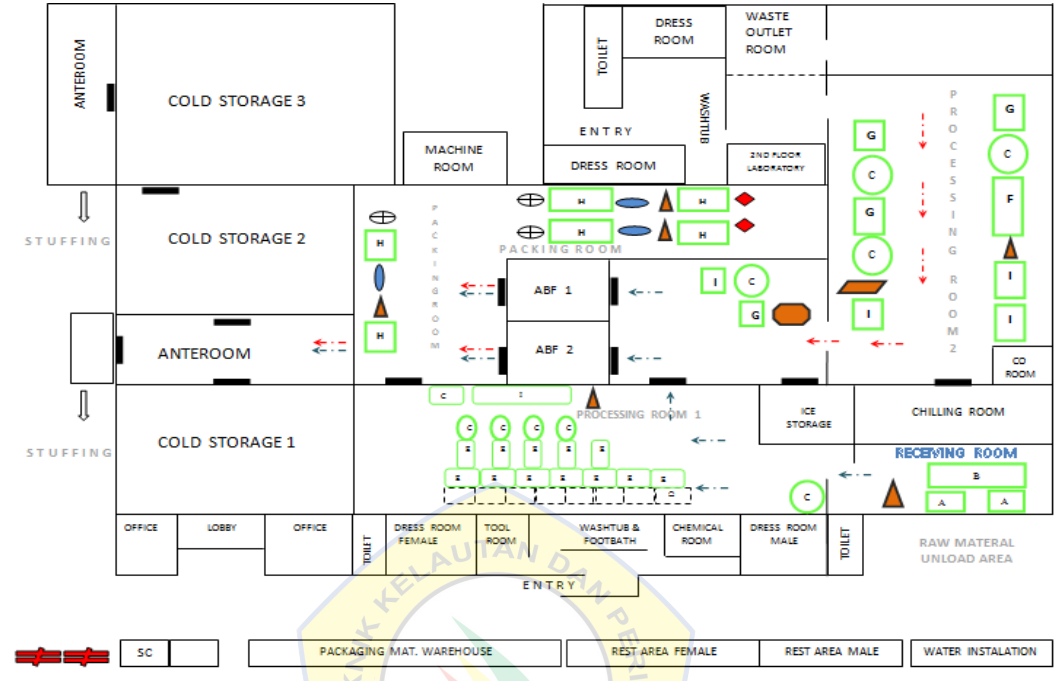 ANTEROOM
COLD STORAGE 3
MACHINE
ROOM
TOILET
DRESS
ROOM
WASTE
OUTLET
ROOM
WASHTUB
ENTRY
DRESS ROOM
2ND FLOOR
LABORATORY
PROCESSING ROOM 2
G
C
G
C
I
G
C
F
I
I
CO
ROOM
STUFFING
COLD STORAGE 2
ANTEROOM
PACKINGROOM
H
H
H
H
H
H
PACKING ROOM
ABF 1
ABF 2
I
C
G
STUFFING
COLD STORAGE 1
C
PROCESSING ROOM 1
C
C
C
C
ICE
STORAGE
CHILLING ROOM
RECEIVING ROOM
B
A
A
C
RAW MATERAL
UNLOAD AREA
OFFICE
LOBBY
OFFICE
TOILET
DRESS ROOM
FEMALE
TOOL
ROOM
WASHTUB &
FOOTBATH
CHEMICAL
ROOM
DRESS ROOM
MALE
TOILET
ENTRY
SC
PACKAGING MAT. WAREHOUSE
REST AREA FEMALE
REST AREA MALE
WATER INSTALATION
KELAUTAN DAN